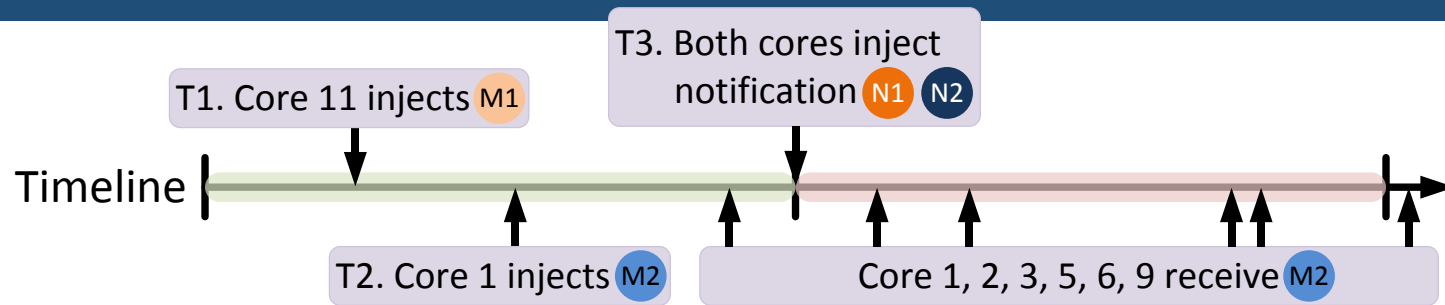 T3. Both cores inject
notification N1 N2
T1. Core 11 injects M1
Timeline
T2. Core 1 injects M2
Core 1, 2, 3, 5, 6, 9 receive M2